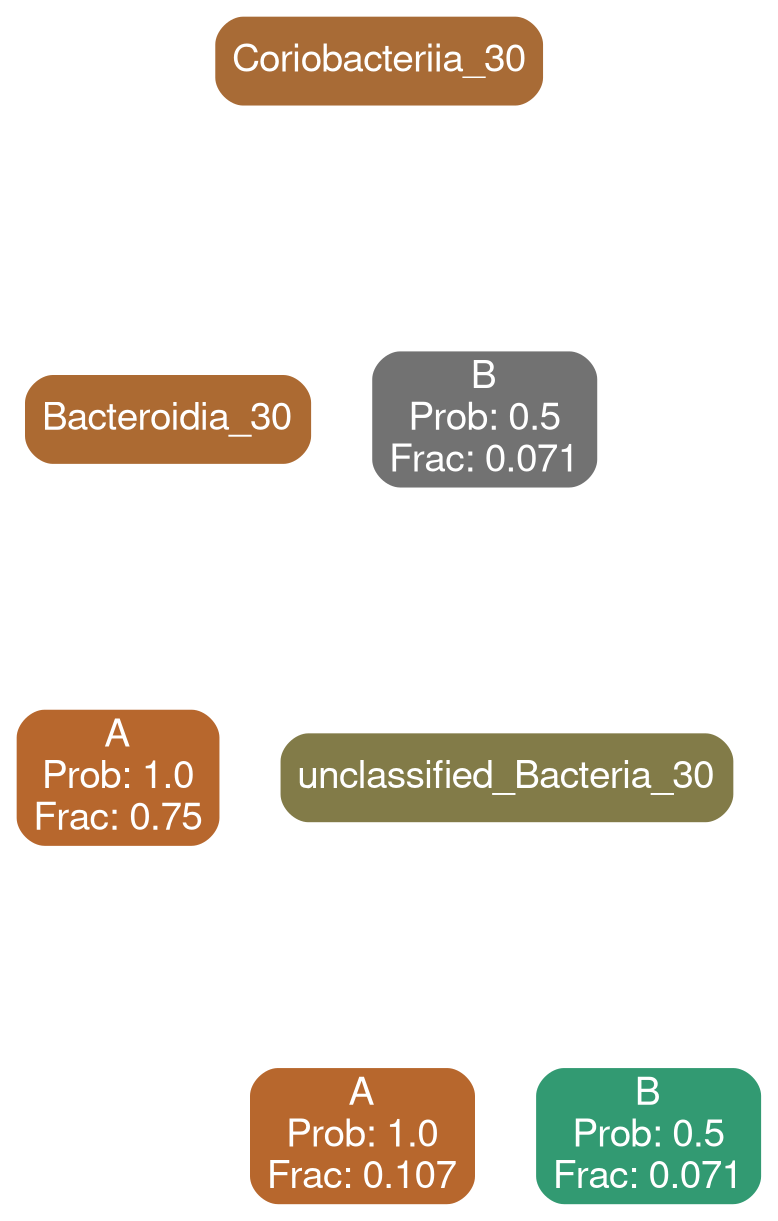 Coriobacteriia_30
Bacteroidia_30
B
Prob: 0.5
Frac: 0.071
A
Prob: 1.0
Frac: 0.75
unclassified_Bacteria_30
A
Prob: 1.0
Frac: 0.107
B
Prob: 0.5
Frac: 0.071